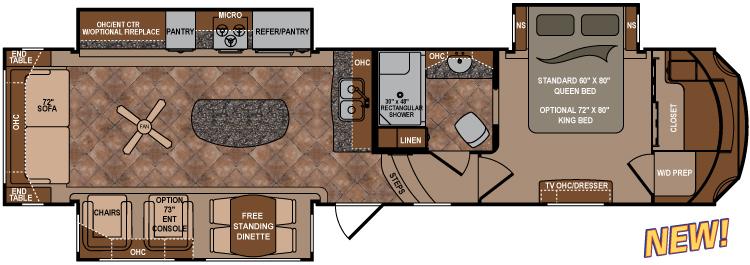 OHC/ENT CTR
W/OPTIONAL FIREPLACE
PANTRY
MICRO
REFER/PANTRY
END
TABLE
OHC
72" SOFA
END
TABLE
FAN
OHC
OHC
30" x 48"
RECTANGULAR
SHOWER
LINEN
STEPS
NS
NS
STANDARD 60" X 80"
QUEEN BED
OPTIONAL 72" X 80"
KING BED
CLOSET
W/D PREP
TV OHC/DRESSER
CHAIRS
OPTION
73"
ENT
CONSOLE
OHC
FREE
STANDING
DINETTE
NEW!